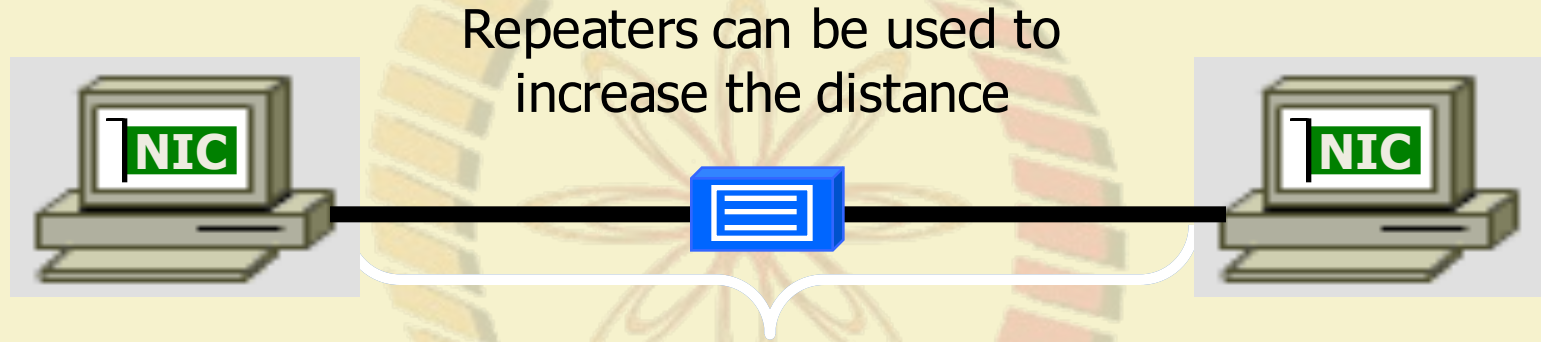 Repeaters can be used to
increase the distance
NIC
NIC